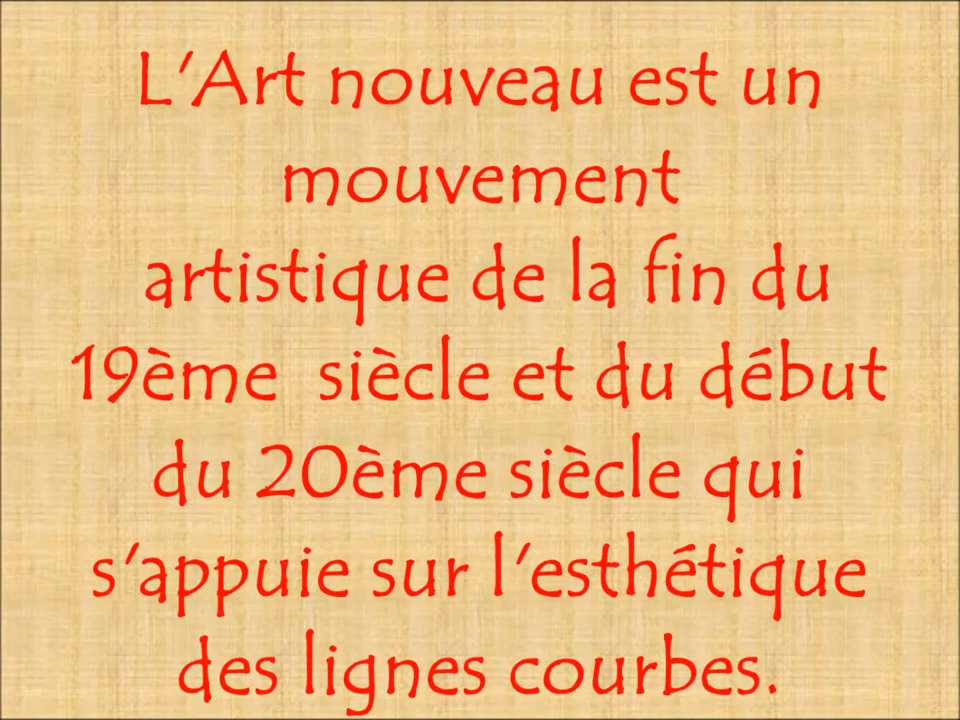 L'Art nouveau est un
mouvement
artistique de la fin du
19ème siècle et du début
du 20ème siècle qui
s'appuie sur l'esthétique
des lignes courbes.